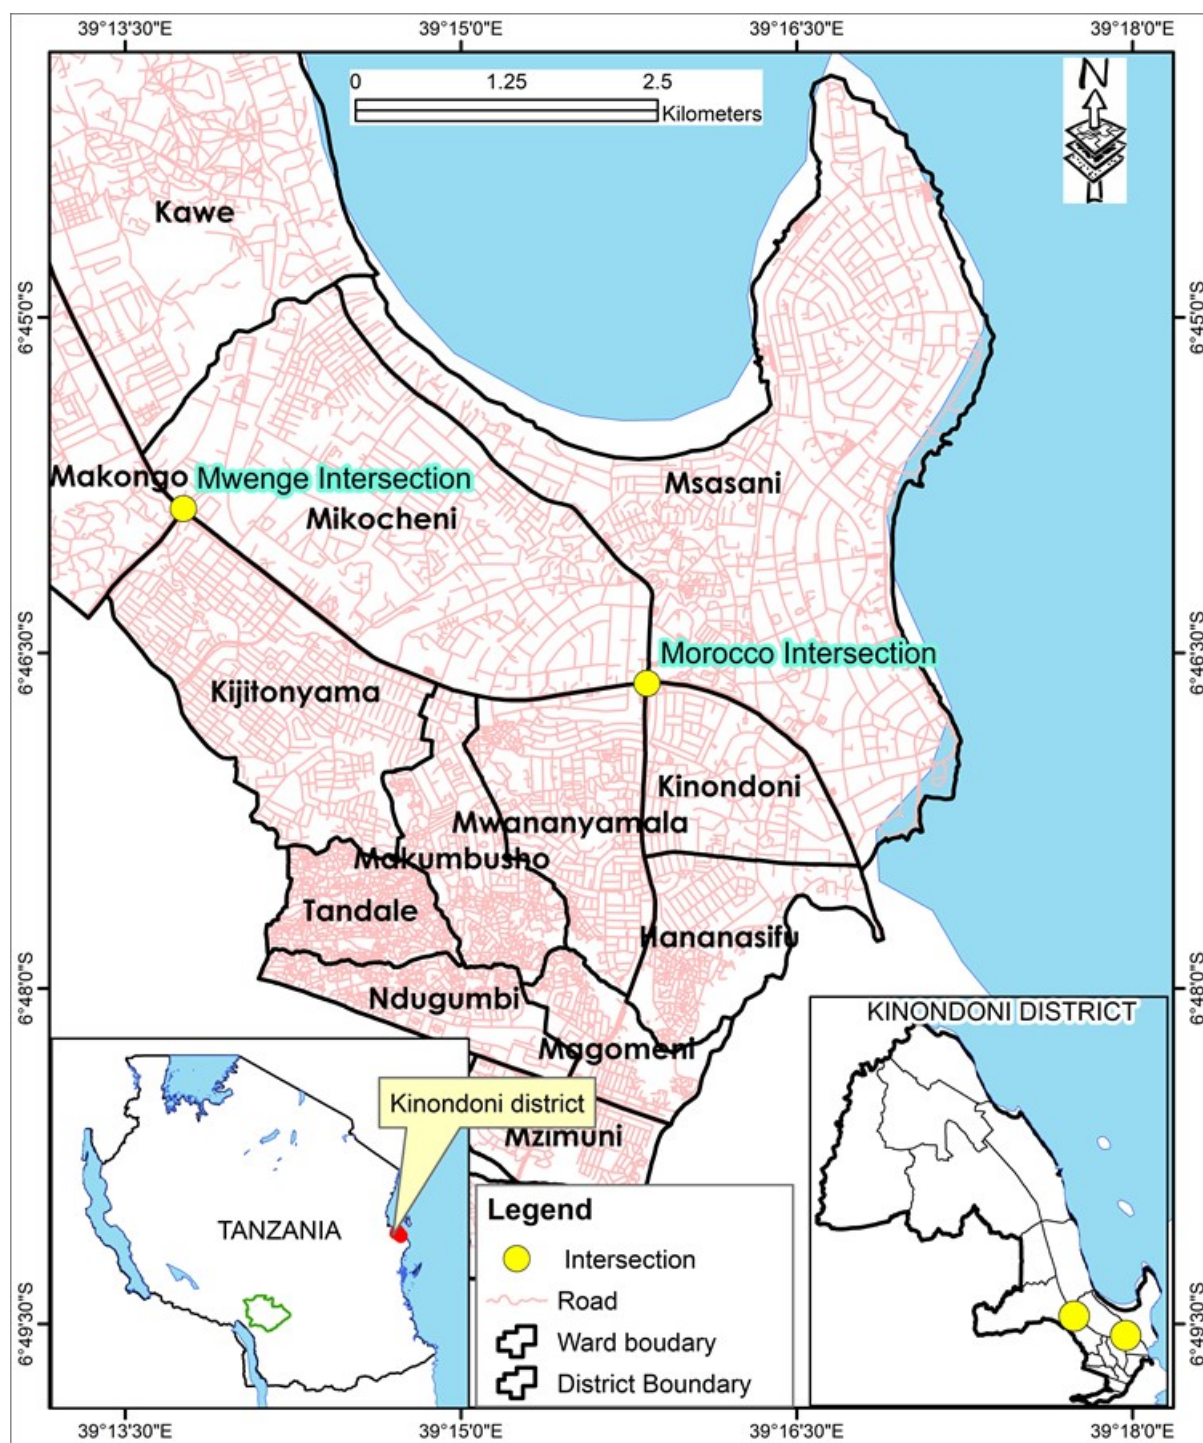 39°13'30"E 39°15'0"E 39°16'30"E 39°18'0"E
0 1.25 2.5
Kilometers
N
Kawe
6°45'0"S 6°45'0"S
Makongo
Mwenge Intersection
Msasani
Mikocheni
6°46'30"S 6°46'30"S
Morocco Intersection
Kijitonyama
Kinondoni
Mwananyamala
Makumbusho
Tandale
Hananasifu
6°48'0"S 6°48'0"S
Ndugumbi
Magomeni
Mzimuni
KINONDONI DISTRICT
Kinondoni district
TANZANIA
Legend
Intersection
Road
Ward boudary
District Boundary
6°49'30"S 6°49'30"S
39°13'30"E 39°15'0"E 39°16'30"E 39°18'0"E